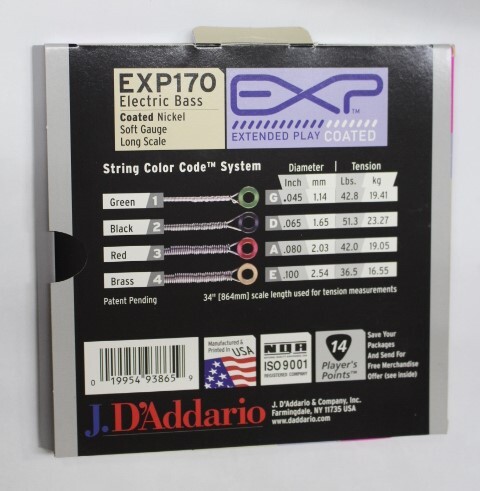 EXP170
Electric Bass
Coated Nickel
Soft Gauge
Long Scale
EXP™
EXTENDED PLAY COATED
String Color Code™ System
Diameter Tension
Inch mm Lbs. kg
Green 1 G .045 1.14 42.8 19.41
Black 2 D .065 1.65 51.3 23.27
Red 3 A .080 2.03 42.0 19.05
Brass 4 E .100 2.54 36.5 16.55
Patent Pending
34" [864mm] scale length used for tension measurements
Manufactured &
Printed in USA
NQA
ISO 9001
REGISTERED COMPANY
14
Player's
Points™
Save Your
Packages
And Send For
Free Merchandise
Offer (see inside)
0 19954 93865 9
J. D'Addario
J. D'Addario & Company, Inc.
Farmingdale, NY 11735 USA
www.daddario.com